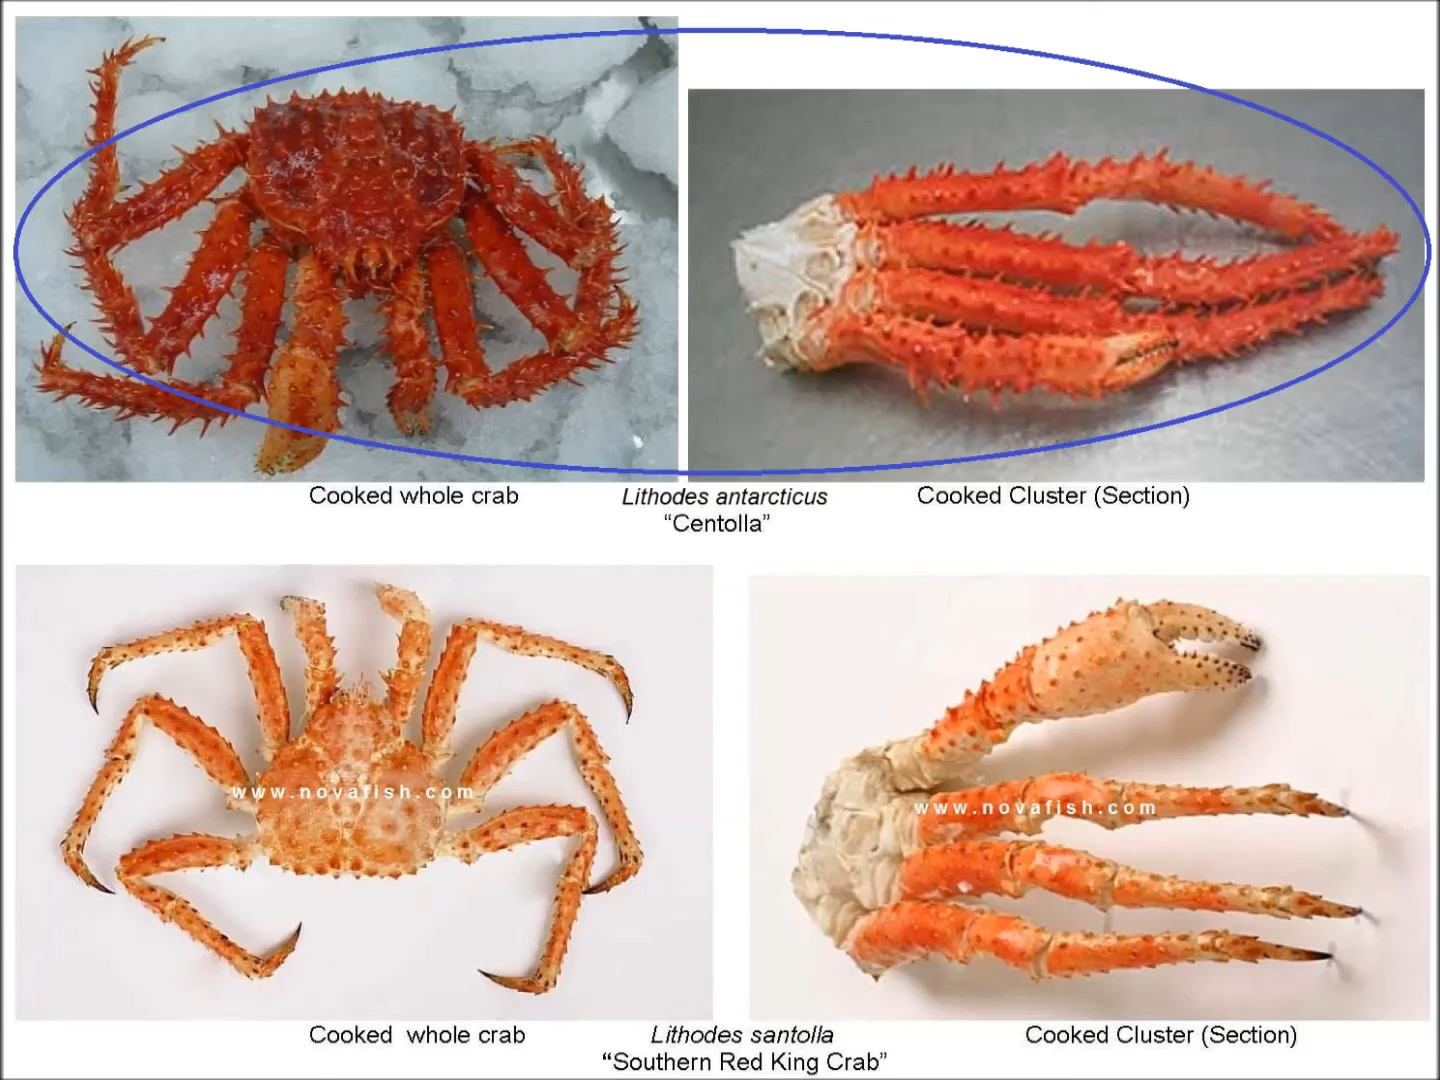 Cooked whole crab
Lithodes antarcticus
Cooked Cluster (Section)
“Centolla”
www.novafish.com
www.novafish.com
Cooked whole crab
Lithodes santolla
Cooked Cluster (Section)
“Southern Red King Crab”